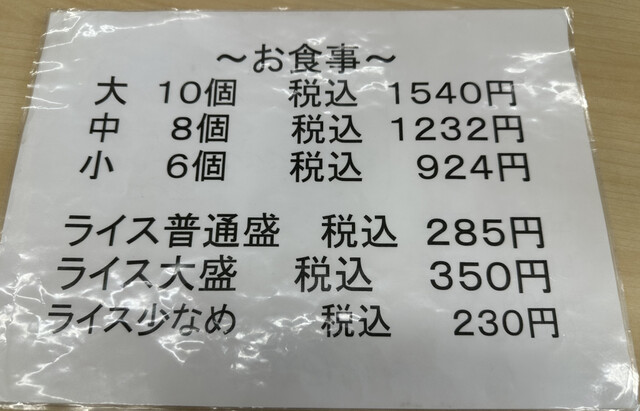 ～お食事～
大 10個 税込 1540円
中 8個 税込 1232円
小 6個 税込 924円
ライス普通盛 税込 285円
ライス大盛 税込 350円
ライス少なめ 税込 230円